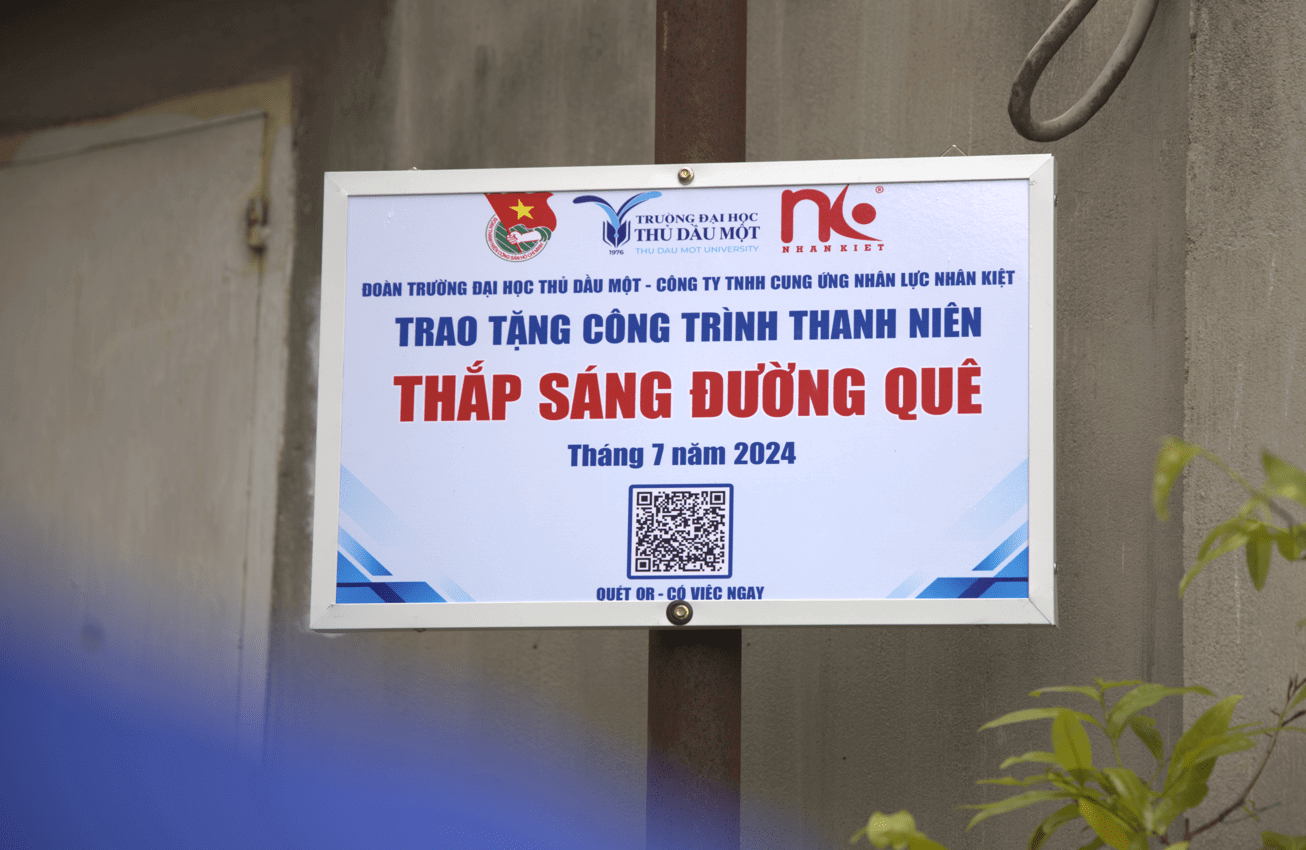 TRƯỜNG ĐẠI HỌC
THỦ DẦU MỘT
THU DAU MOT UNIVERSITY
1976
NHANKIET
ĐOÀN TRƯỜNG ĐẠI HỌC THỦ DẦU MỘT - CÔNG TY TNHH CUNG ỨNG NHÂN LỰC NHÂN KIỆT
TRAO TẶNG CÔNG TRÌNH THANH NIÊN
THẮP SÁNG ĐƯỜNG QUÊ
Tháng 7 năm 2024
QUÉT QR - CÓ VIỆC NGAY